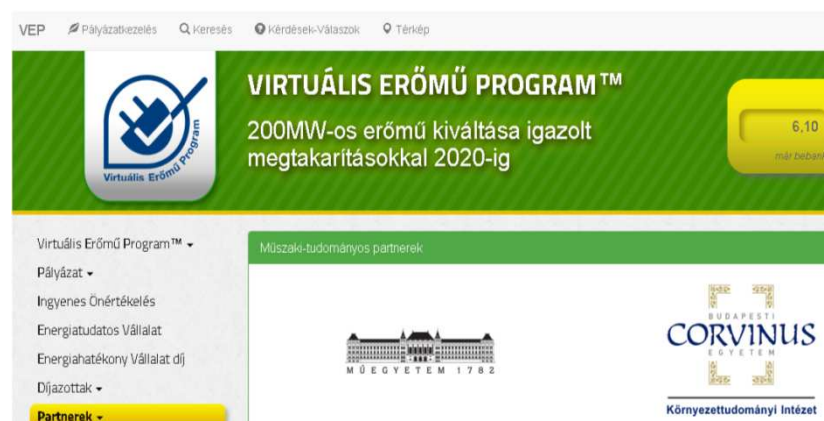 VEP Pályázatkezelés Keresés Kérdések-Válaszok Térkép
Virtuális Erőmű Program
VIRTUÁLIS ERŐMŰ PROGRAM™
200MW-os erőmű kiváltása igazolt
megtakarításokkal 2020-ig
6,10
már bebank
Virtuális Erőmű Program™
Pályázat
Ingyenes Önértékelés
Energiatudatos Vállalat
Energiahatékony Vállalat díj
Díjazottak
Partnerek
Műszaki-tudományos partnerek
MŰEGYETEM 1782
BUDAPESTI
CORVINUS
EGYETEM
Környezettudományi Intézet